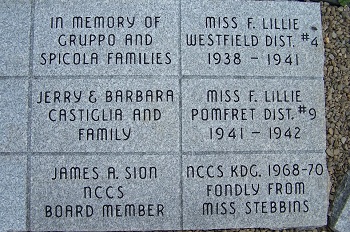 IN MEMORY OF
GRUPPO AND
SPICOLA FAMILIES
MISS F. LILLIE
WESTFIELD DIST. #4
1938 - 1941
JERRY & BARBARA
CASTIGLIA AND
FAMILY
MISS F. LILLIE
POMFRET DIST. #9
1941 - 1942
JAMES A. SION
NCCS
BOARD MEMBER
NCCS KDG. 1968-70
FONDLY FROM
MISS STEBBINS